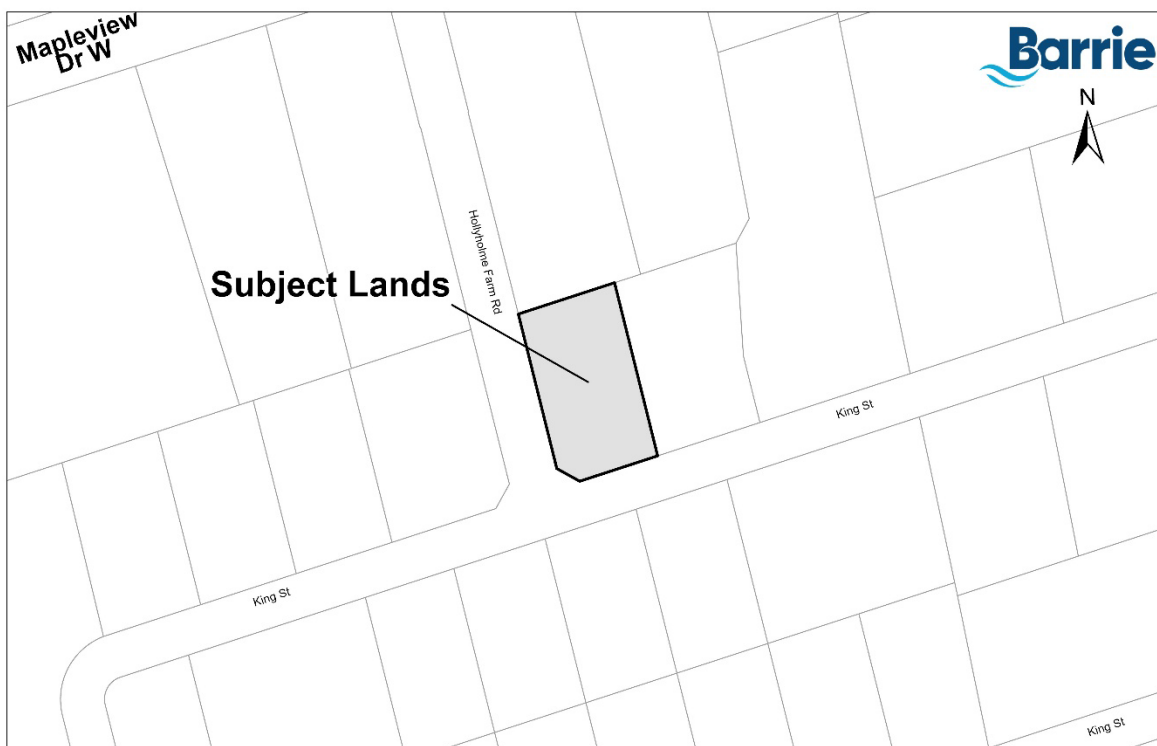 Mapleview
Dr W
Barrie
N
Hollyholme Farm Rd
Subject Lands
King St
King St
King St